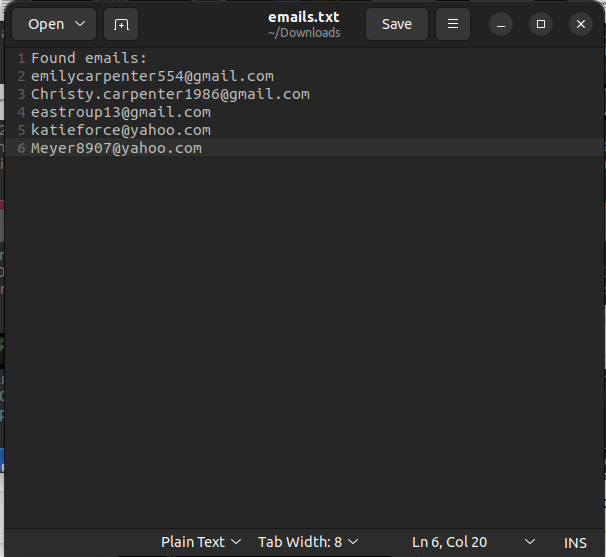 Open
emails.txt
~/Downloads
Save
1 Found emails:
2 emilycarpenter554@gmail.com
3 Christy.carpenter1986@gmail.com
4 eastroup13@gmail.com
5 katieforce@yahoo.com
6 Meyer8907@yahoo.com
Plain Text
Tab Width: 8
Ln 6, Col 20
INS